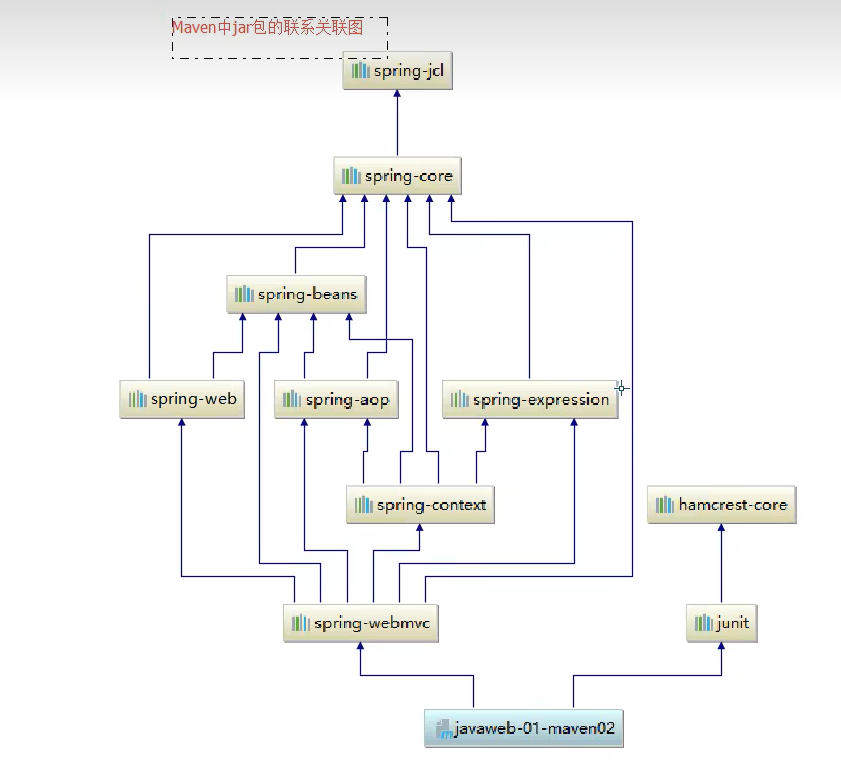 Maven中jar包的联系关联图
spring-jcl
spring-core
spring-beans
spring-web
spring-aop
spring-expression
spring-context
hamcrest-core
spring-webmvc
junit
javaweb-01-maven02